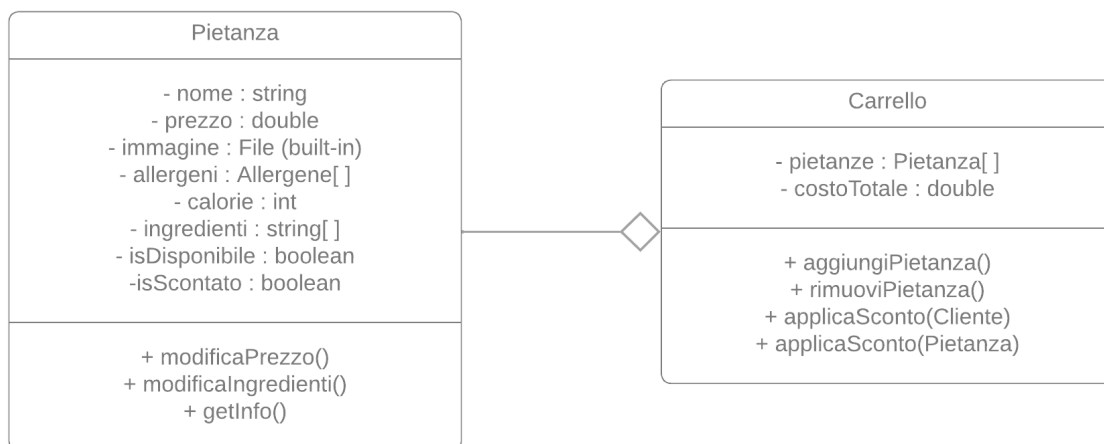 Pietanza
- nome : string
- prezzo : double
- immagine : File (built-in)
- allergeni : Allergene[ ]
- calorie : int
- ingredienti : string[ ]
- isDisponibile : boolean
-isScontato : boolean
+ modificaPrezzo()
+ modificaIngredienti()
+ getInfo()
Carrello
- pietanze : Pietanza[ ]
- costoTotale : double
+ aggiungiPietanza()
+ rimuoviPietanza()
+ applicaSconto(Cliente)
+ applicaSconto(Pietanza)